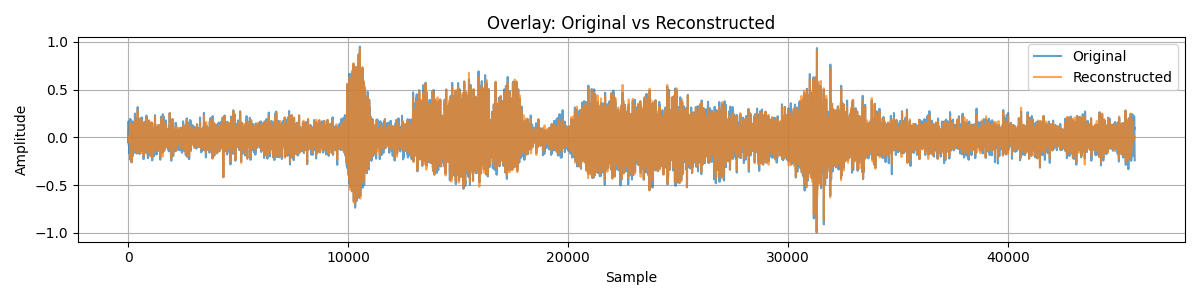 Overlay: Original vs Reconstructed
Original
Reconstructed
Amplitude
1.0
0.5
0.0
−0.5
−1.0
0
10000
20000
30000
40000
Sample